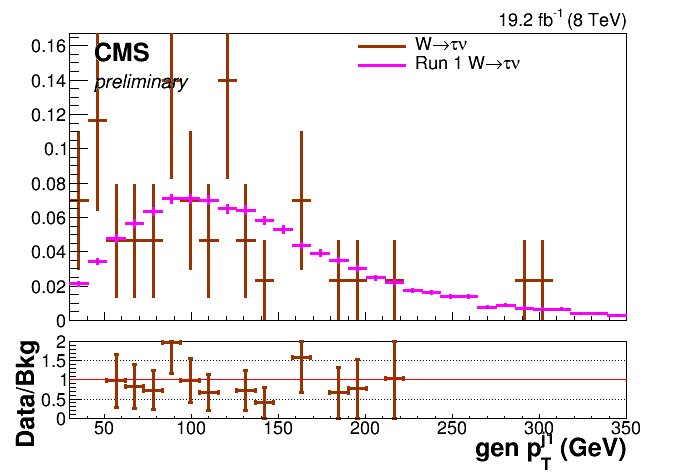 19.2 fb⁻¹ (8 TeV)
CMS
preliminary
W→τν
Run 1 W→τν
0.16
0.14
0.12
0.1
0.08
0.06
0.04
0.02
0
Data/Bkg
2
1.5
1
0.5
0
50 100 150 200 250 300 350
gen p_T^{j1} (GeV)